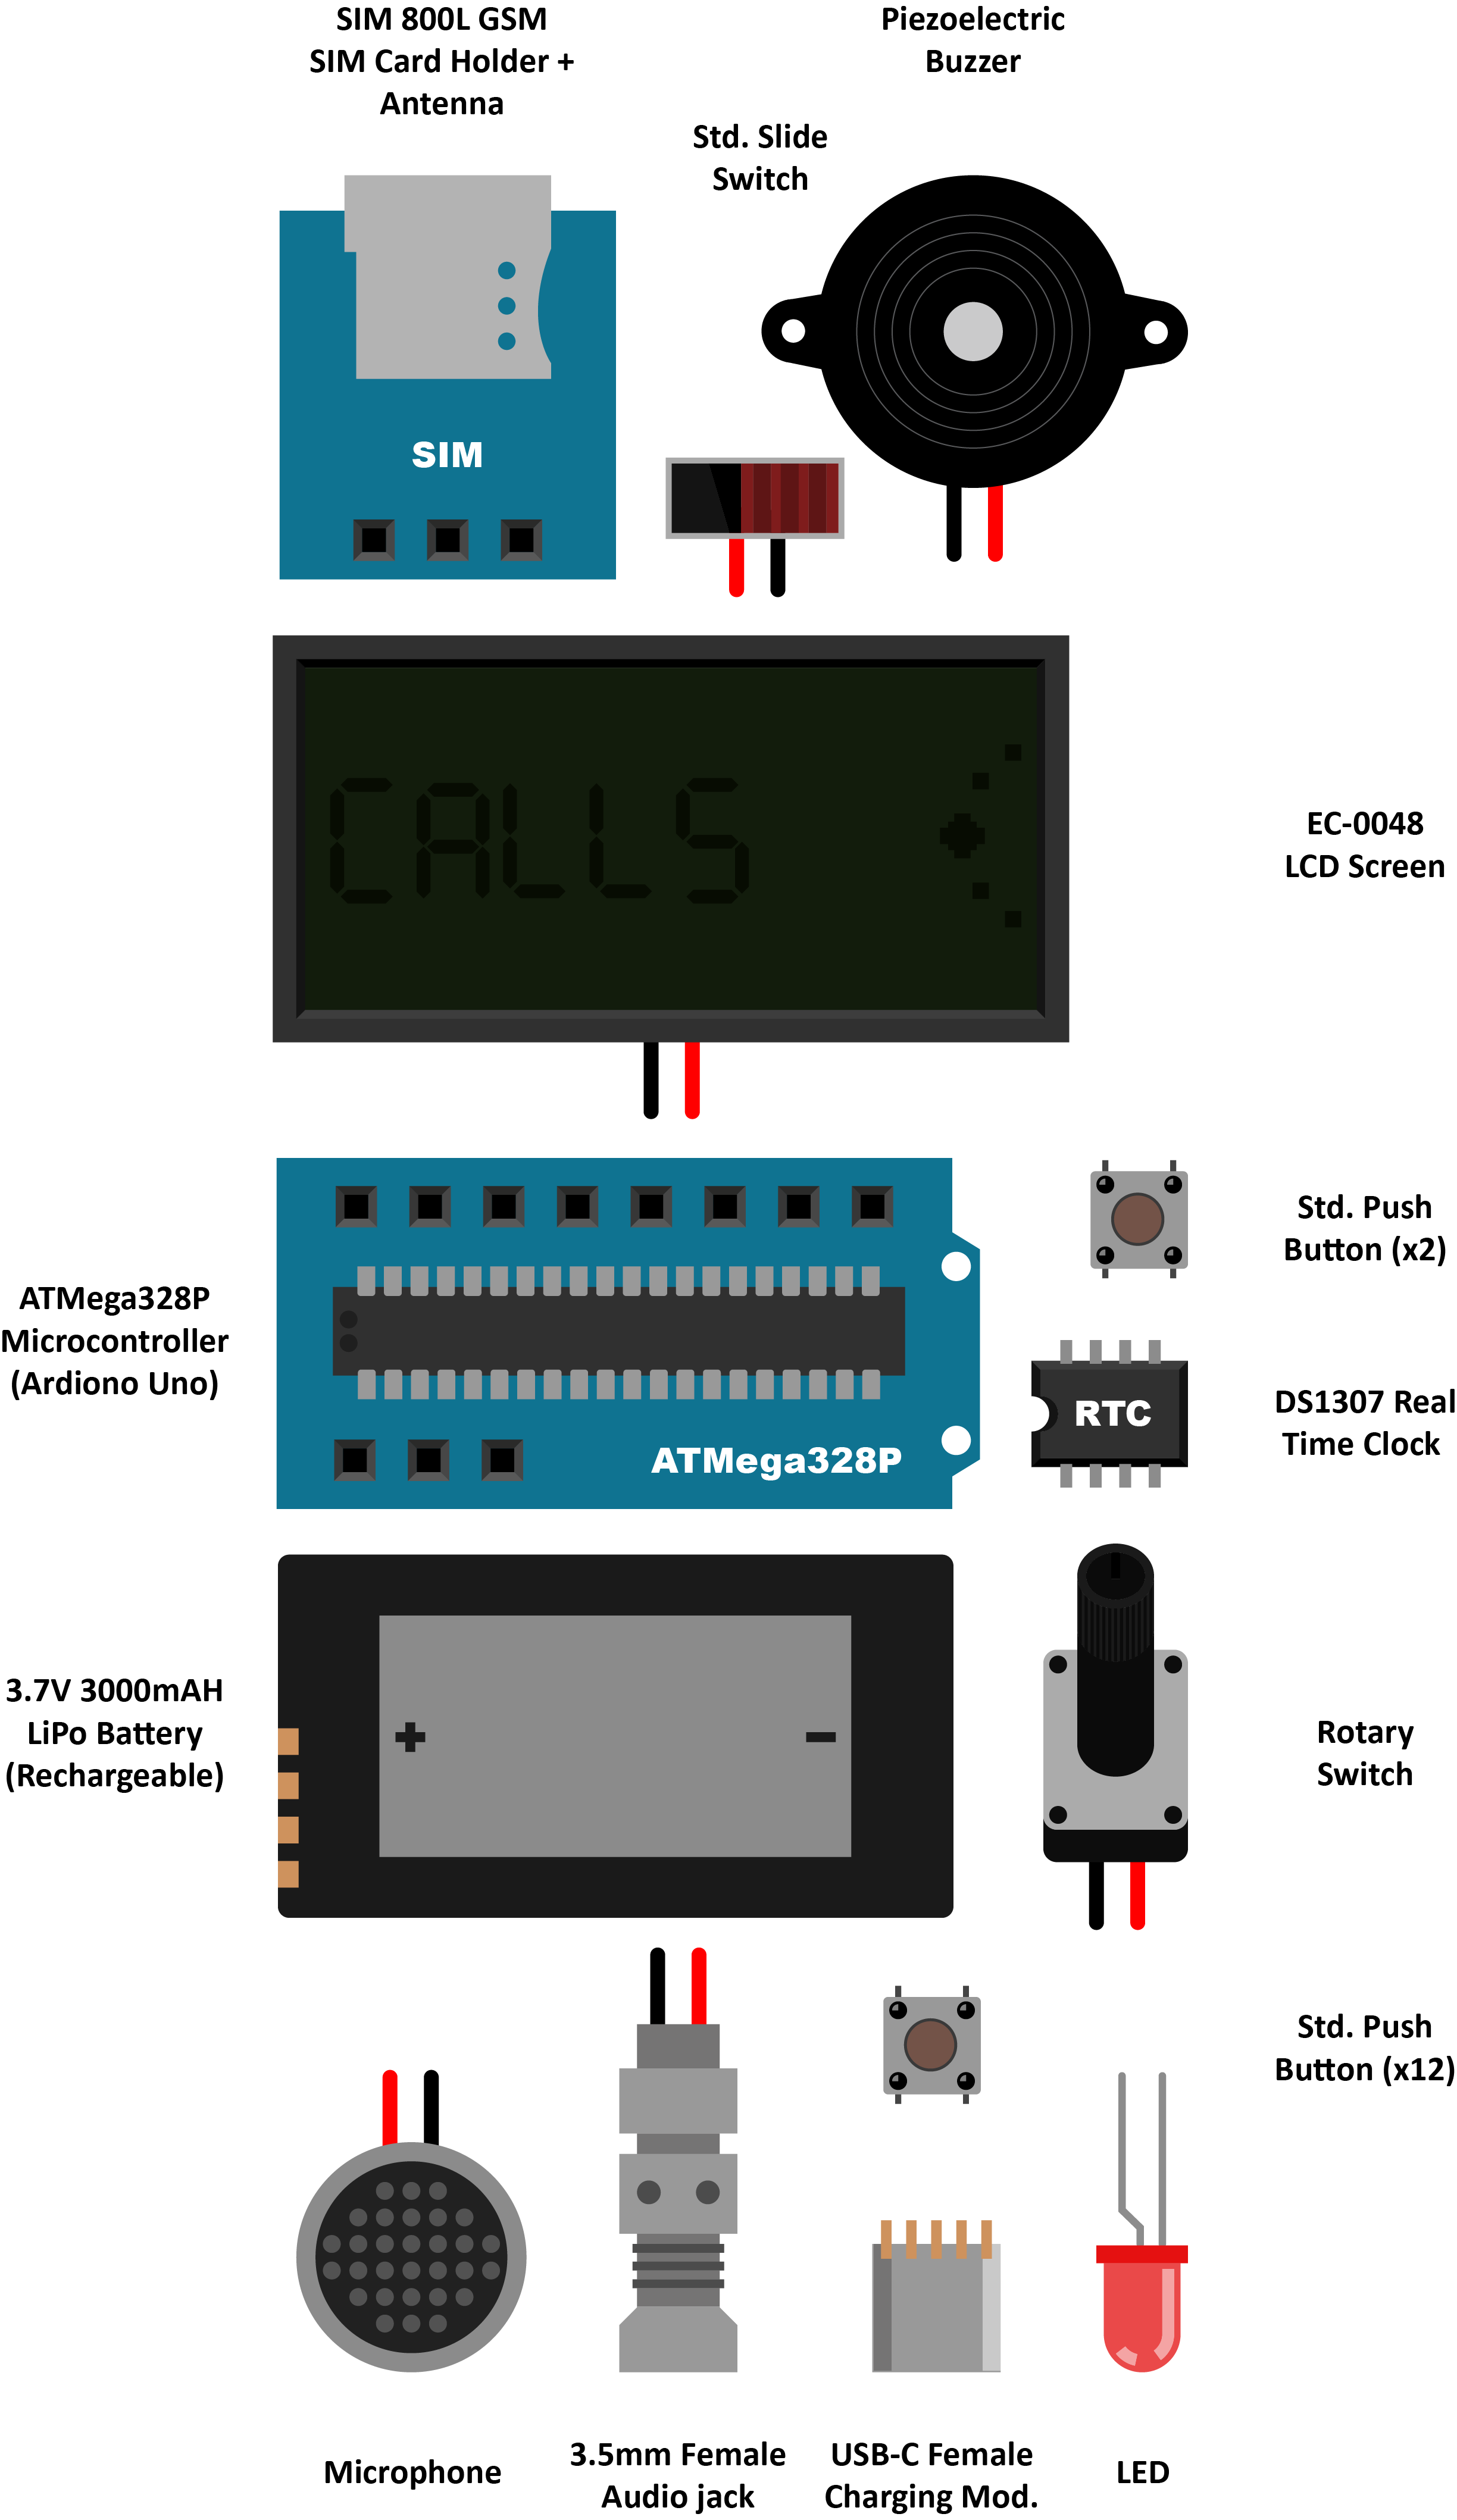 SIM 800L GSM
SIM Card Holder +
Antenna
Piezoelectric
Buzzer
Std. Slide
Switch
SIM
CALLS
EC-0048
LCD Screen
Std. Push
Button (x2)
ATMega328P
Microcontroller
(Ardiono Uno)
ATMega328P
RTC
DS1307 Real
Time Clock
3.7V 3000mAH
LiPo Battery
(Rechargeable)
+ -
Rotary
Switch
Std. Push
Button (x12)
Microphone
3.5mm Female
Audio jack
USB-C Female
Charging Mod.
LED